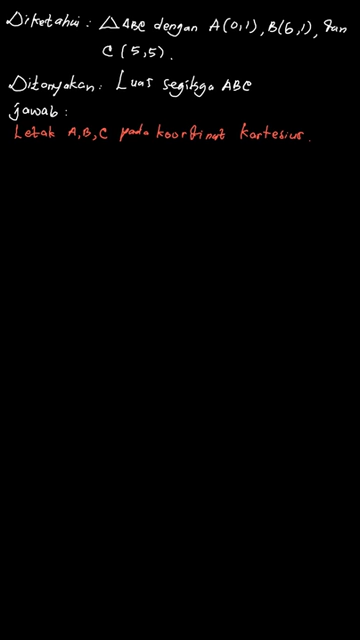 Diketahui: △ ABC dengan A(0,1), B(6,1), dan
C(5,5).
Ditanyakan: Luas segitiga ABC
jawab:
Letak A,B,C pada koordinat kartesius.